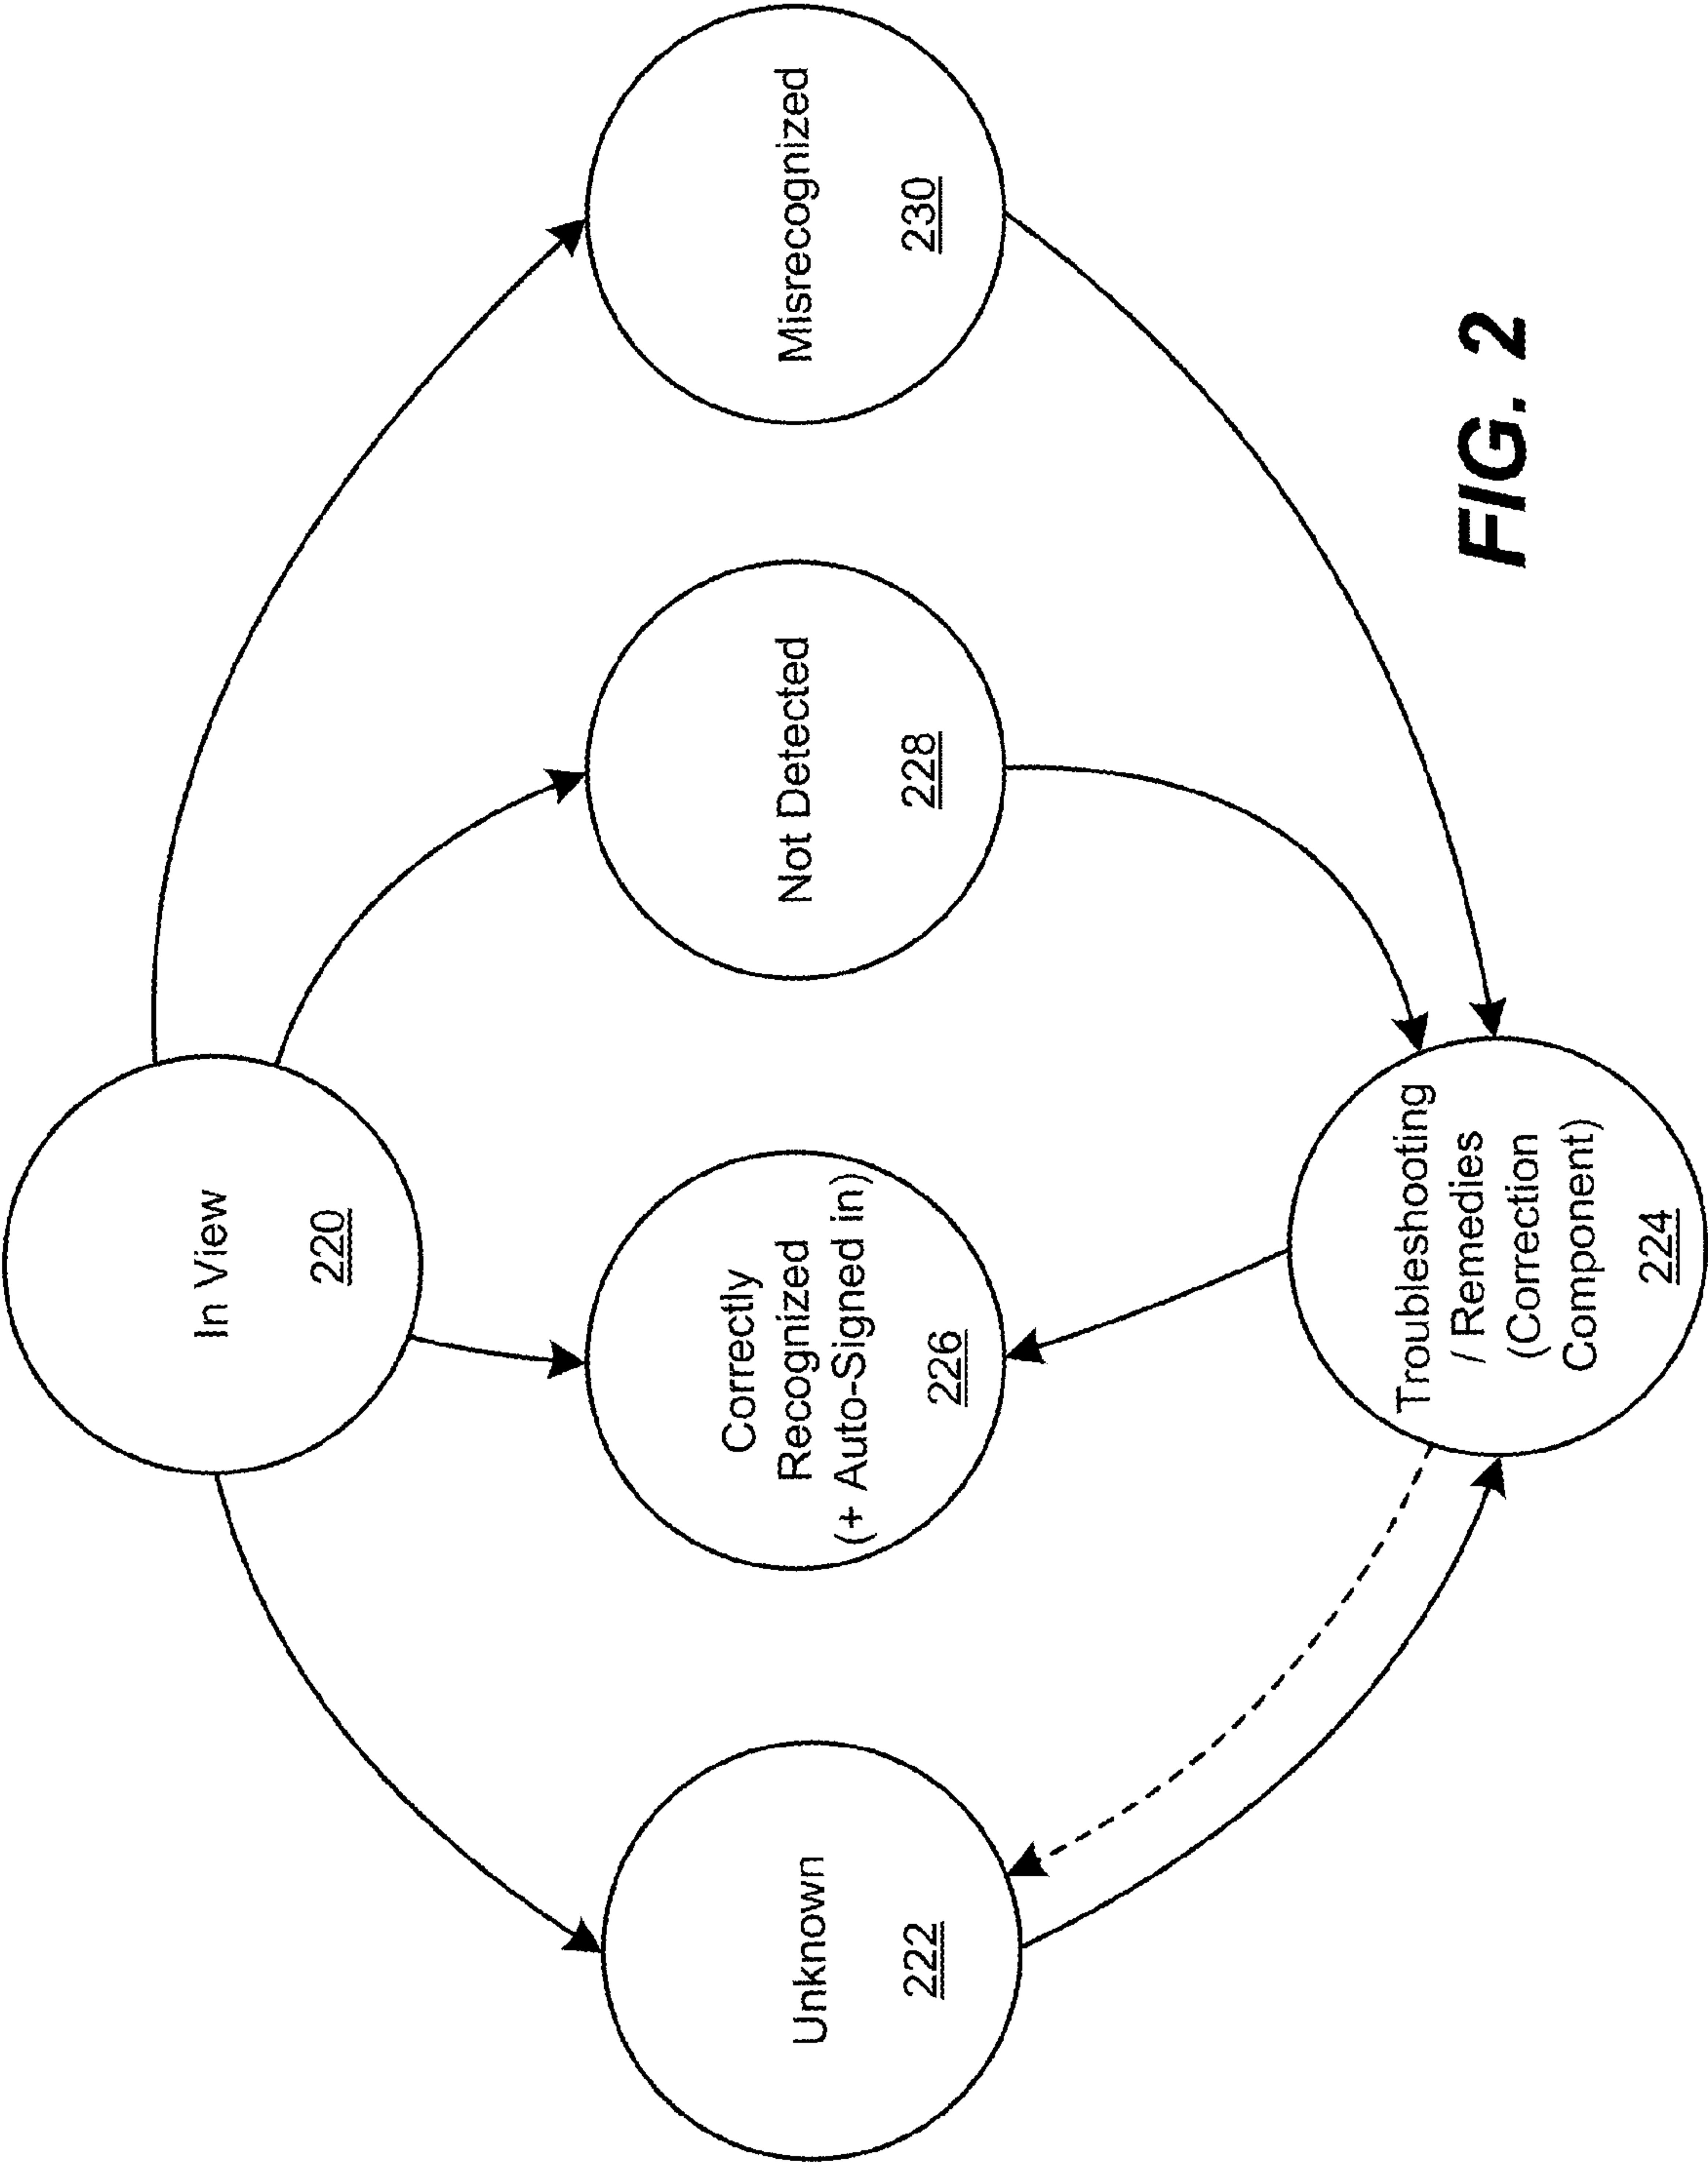 In View
220
Unknown
222
Correctly
Recognized
(+ Auto-Signed in)
226
Not Detected
228
Misrecognized
230
Troubleshooting
/ Remedies
(Correction
Component)
224
FIG. 2